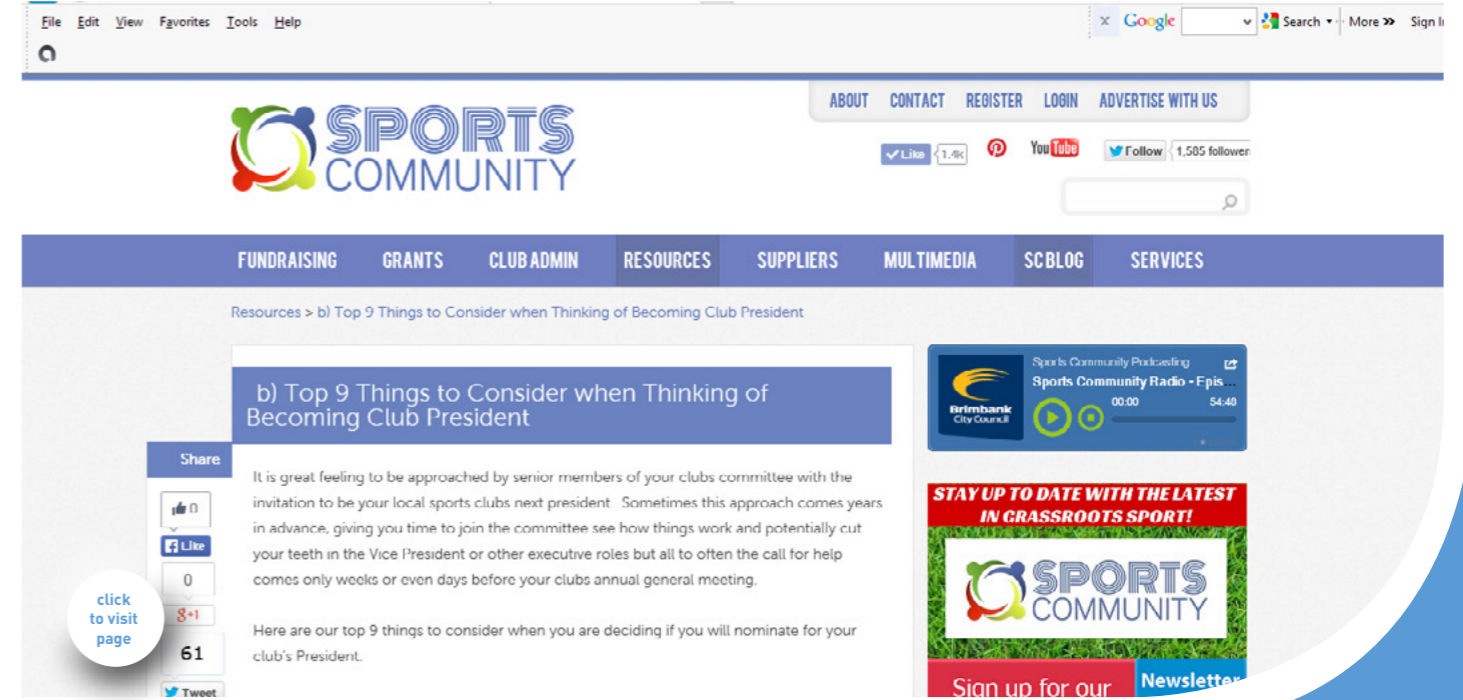 File Edit View Favorites Tools Help
x Google Search More >> Sign In
SPORTS
COMMUNITY
ABOUT CONTACT REGISTER LOGIN ADVERTISE WITH US
Like 1.4k YouTube Follow 1,585 follower
FUNDRAISING GRANTS CLUB ADMIN RESOURCES SUPPLIERS MULTIMEDIA SC BLOG SERVICES
Resources > b) Top 9 Things to Consider when Thinking of Becoming Club President
b) Top 9 Things to Consider when Thinking of
Becoming Club President
It is great feeling to be approached by senior members of your clubs committee with the
invitation to be your local sports clubs next president. Sometimes this approach comes years
in advance, giving you time to join the committee see how things work and potentially cut
your teeth in the Vice President or other executive roles but all to often the call for help
comes only weeks or even days before your clubs annual general meeting.
Here are our top 9 things to consider when you are deciding if you will nominate for your
club's President.
Share
0
Like
0
g+1
61
Tweet
click
to visit
page
Brimbank
City Council
Sports Community Podcasting
Sports Community Radio - Epis...
00:00 54:40
STAY UP TO DATE WITH THE LATEST
IN GRASSROOTS SPORT!
SPORTS
COMMUNITY
Sign up for our
Newsletter